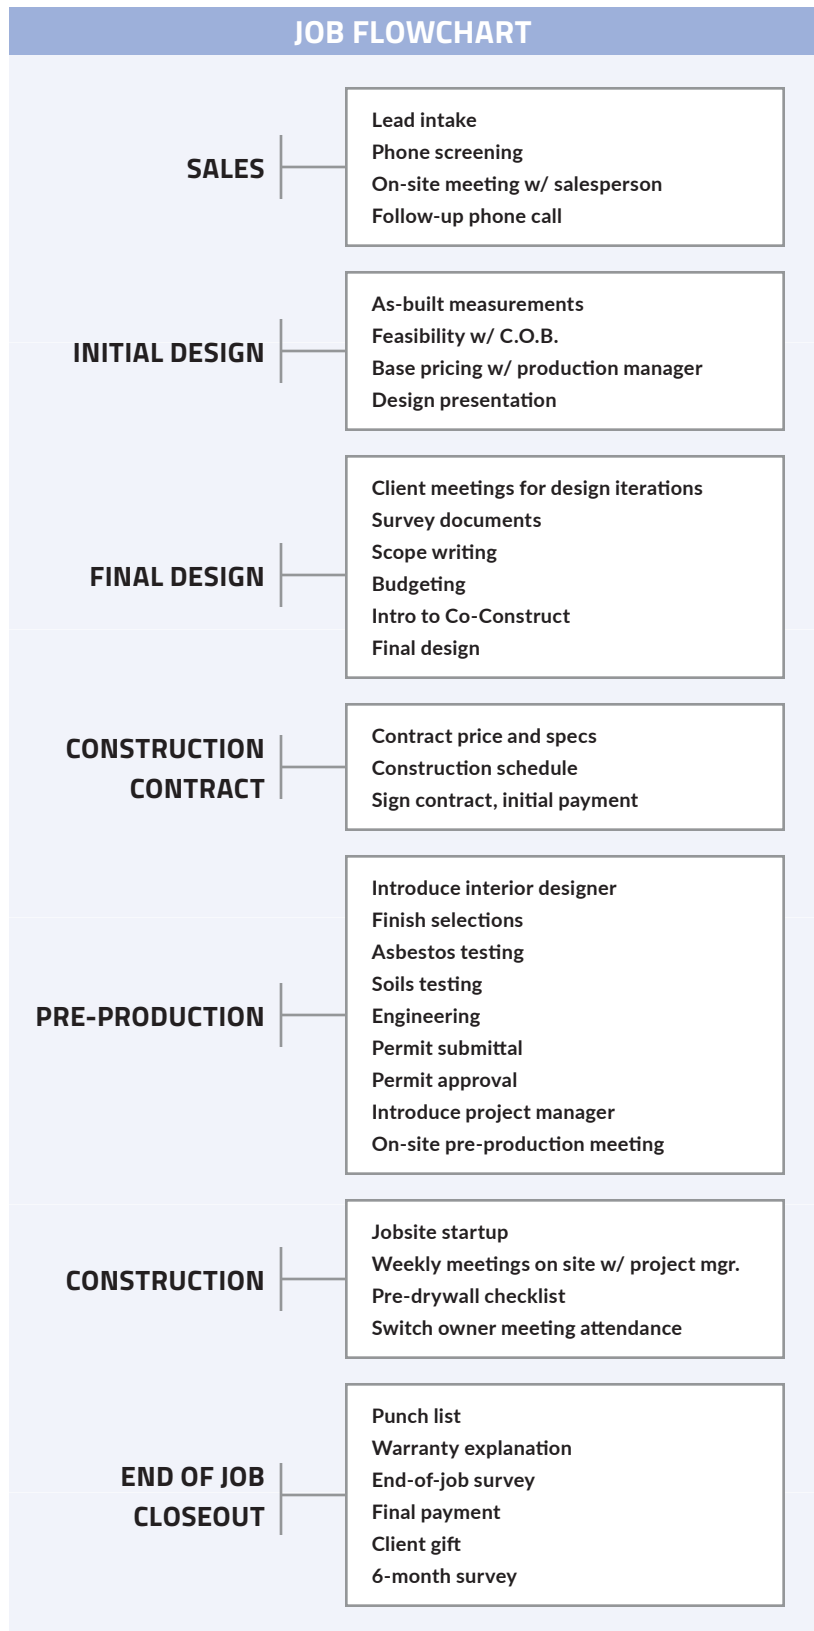 JOB FLOWCHART
SALES
Lead intake
Phone screening
On-site meeting w/ salesperson
Follow-up phone call
INITIAL DESIGN
As-built measurements
Feasibility w/ C.O.B.
Base pricing w/ production manager
Design presentation
FINAL DESIGN
Client meetings for design iterations
Survey documents
Scope writing
Budgeting
Intro to Co-Construct
Final design
CONSTRUCTION
CONTRACT
Contract price and specs
Construction schedule
Sign contract, initial payment
PRE-PRODUCTION
Introduce interior designer
Finish selections
Asbestos testing
Soils testing
Engineering
Permit submittal
Permit approval
Introduce project manager
On-site pre-production meeting
CONSTRUCTION
Jobsite startup
Weekly meetings on site w/ project mgr.
Pre-drywall checklist
Switch owner meeting attendance
END OF JOB
CLOSEOUT
Punch list
Warranty explanation
End-of-job survey
Final payment
Client gift
6-month survey